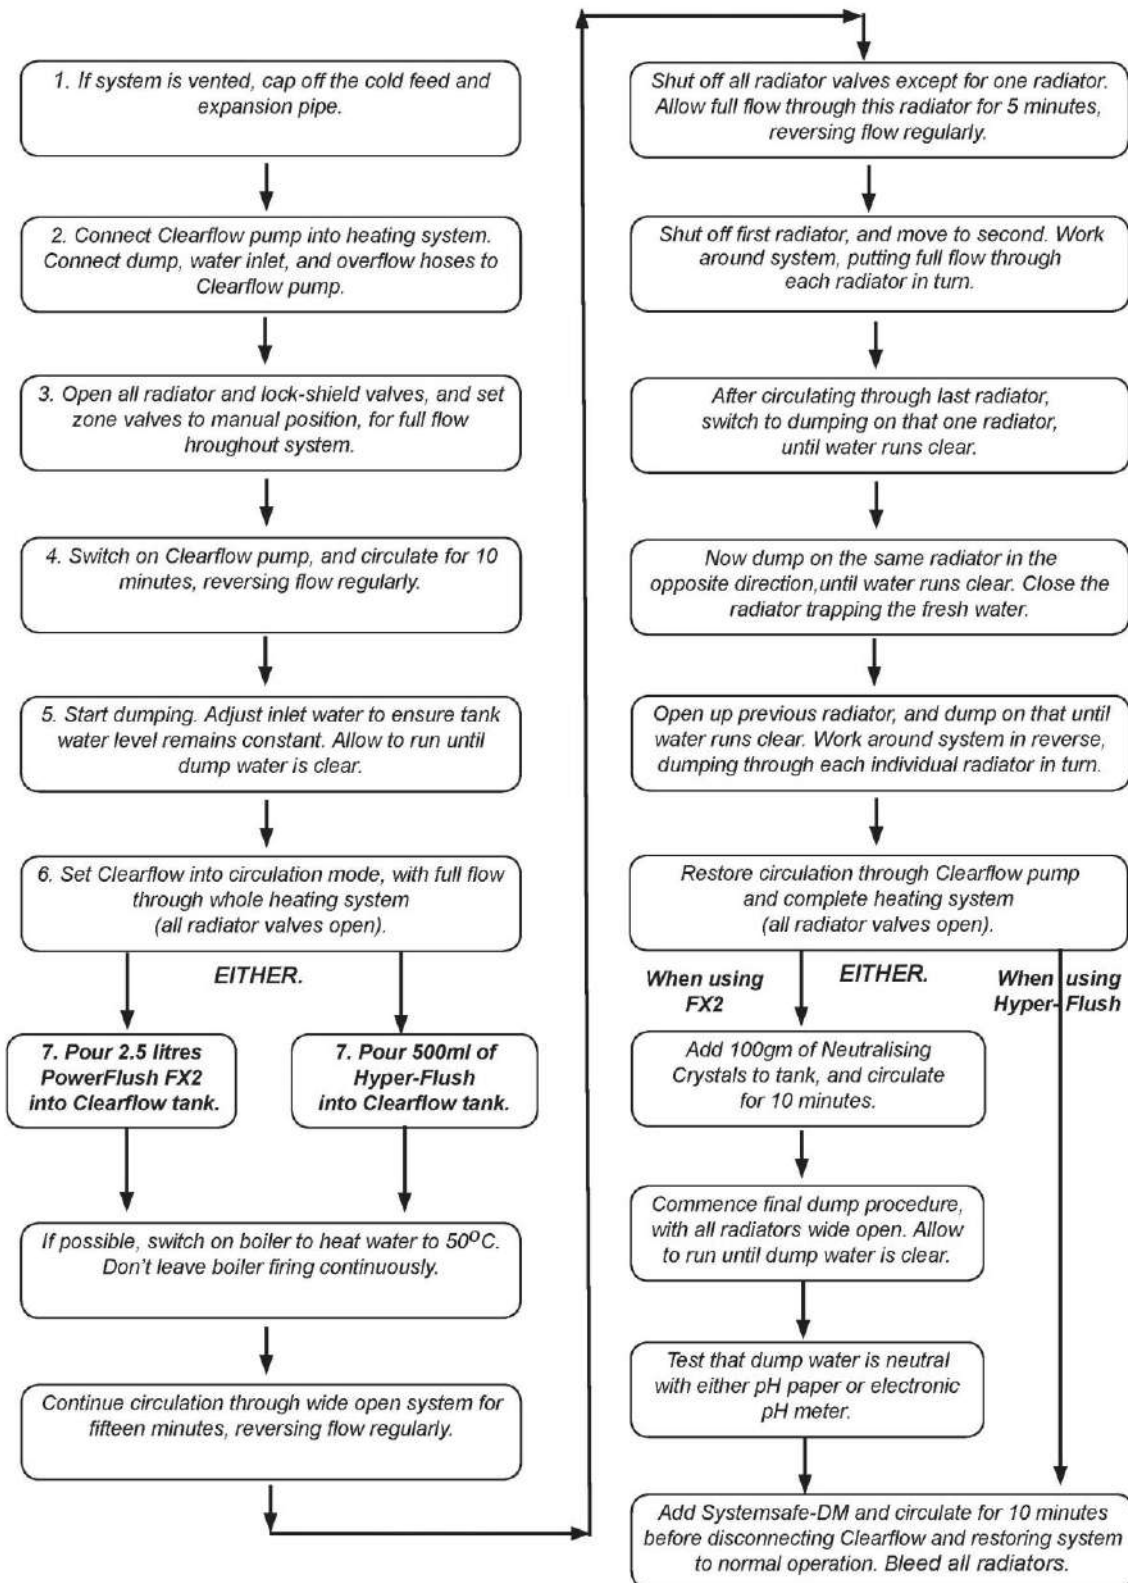 1. If system is vented, cap off the cold feed and
expansion pipe.
2. Connect Clearflow pump into heating system.
Connect dump, water inlet, and overflow hoses to
Clearflow pump.
3. Open all radiator and lock-shield valves, and set
zone valves to manual position, for full flow
hroughout system.
4. Switch on Clearflow pump, and circulate for 10
minutes, reversing flow regularly.
5. Start dumping. Adjust inlet water to ensure tank
water level remains constant. Allow to run until
dump water is clear.
6. Set Clearflow into circulation mode, with full flow
through whole heating system
(all radiator valves open).
EITHER.
7. Pour 2.5 litres
PowerFlush FX2
into Clearflow tank.
7. Pour 500ml of
Hyper-Flush
into Clearflow tank.
If possible, switch on boiler to heat water to 50ºC.
Don't leave boiler firing continuously.
Continue circulation through wide open system for
fifteen minutes, reversing flow regularly.
Shut off all radiator valves except for one radiator.
Allow full flow through this radiator for 5 minutes,
reversing flow regularly.
Shut off first radiator, and move to second. Work
around system, putting full flow through
each radiator in turn.
After circulating through last radiator,
switch to dumping on that one radiator,
until water runs clear.
Now dump on the same radiator in the
opposite direction,until water runs clear. Close the
radiator trapping the fresh water.
Open up previous radiator, and dump on that until
water runs clear. Work around system in reverse,
dumping through each individual radiator in turn.
Restore circulation through Clearflow pump
and complete heating system
(all radiator valves open).
When using
FX2
EITHER.
When using
Hyper-Flush
Add 100gm of Neutralising
Crystals to tank, and circulate
for 10 minutes.
Commence final dump procedure,
with all radiators wide open. Allow
to run until dump water is clear.
Test that dump water is neutral
with either pH paper or electronic
pH meter.
Add Systemsafe-DM and circulate for 10 minutes
before disconnecting Clearflow and restoring system
to normal operation. Bleed all radiators.